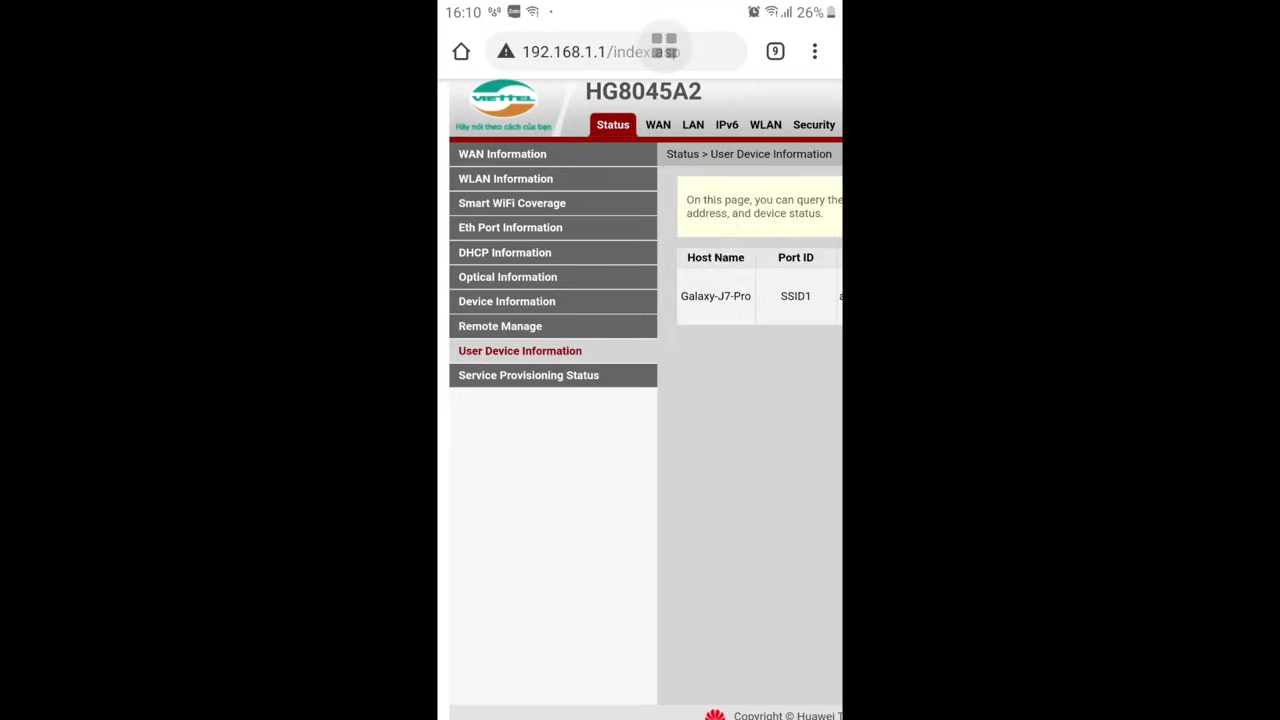 16:10
Zalo
26%
192.168.1.1/index.asp
9
VIETTEL
Hãy nói theo cách của bạn
HG8045A2
Status WAN LAN IPv6 WLAN Security
WAN Information
WLAN Information
Smart WiFi Coverage
Eth Port Information
DHCP Information
Optical Information
Device Information
Remote Manage
User Device Information
Service Provisioning Status
Status > User Device Information
On this page, you can query the
address, and device status.
Host Name Port ID
Galaxy-J7-Pro SSID1
Copyright © Huawei T